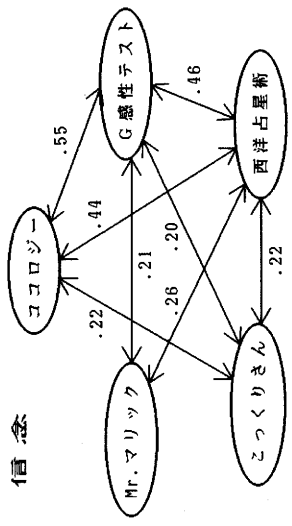 信念
ココロジー
Mr.マリック
G感性テスト
こっくりさん
西洋占星術
.55
.44
.22
.46
.21
.20
.26
.22